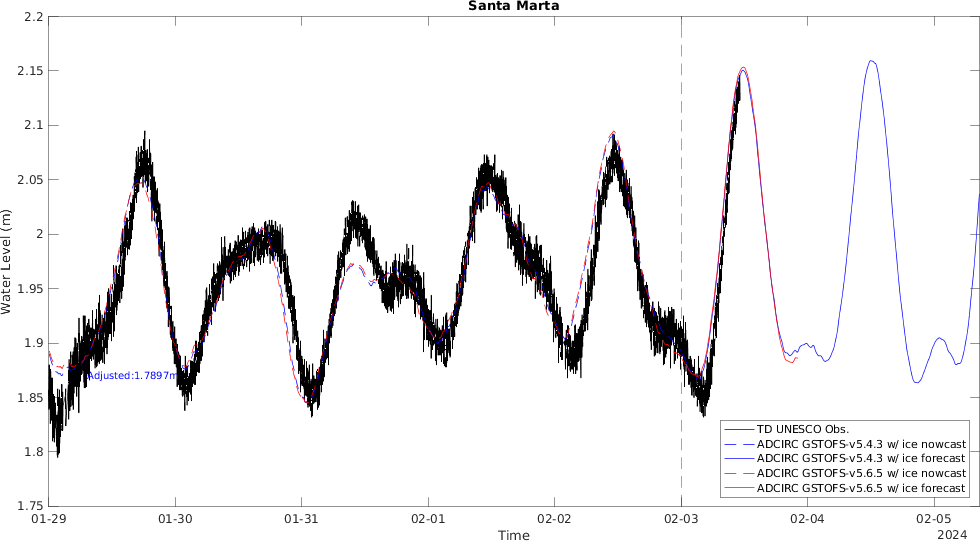 Santa Marta
2.2
2.15
2.1
2.05
2
1.95
1.9
1.85
1.8
1.75
Water Level (m)
Adjusted:1.7897m
TD UNESCO Obs.
ADCIRC GSTOFS-v5.4.3 w/ ice nowcast
ADCIRC GSTOFS-v5.4.3 w/ ice forecast
ADCIRC GSTOFS-v5.6.5 w/ ice nowcast
ADCIRC GSTOFS-v5.6.5 w/ ice forecast
01-29 01-30 01-31 02-01 02-02 02-03 02-04 02-05
Time
2024